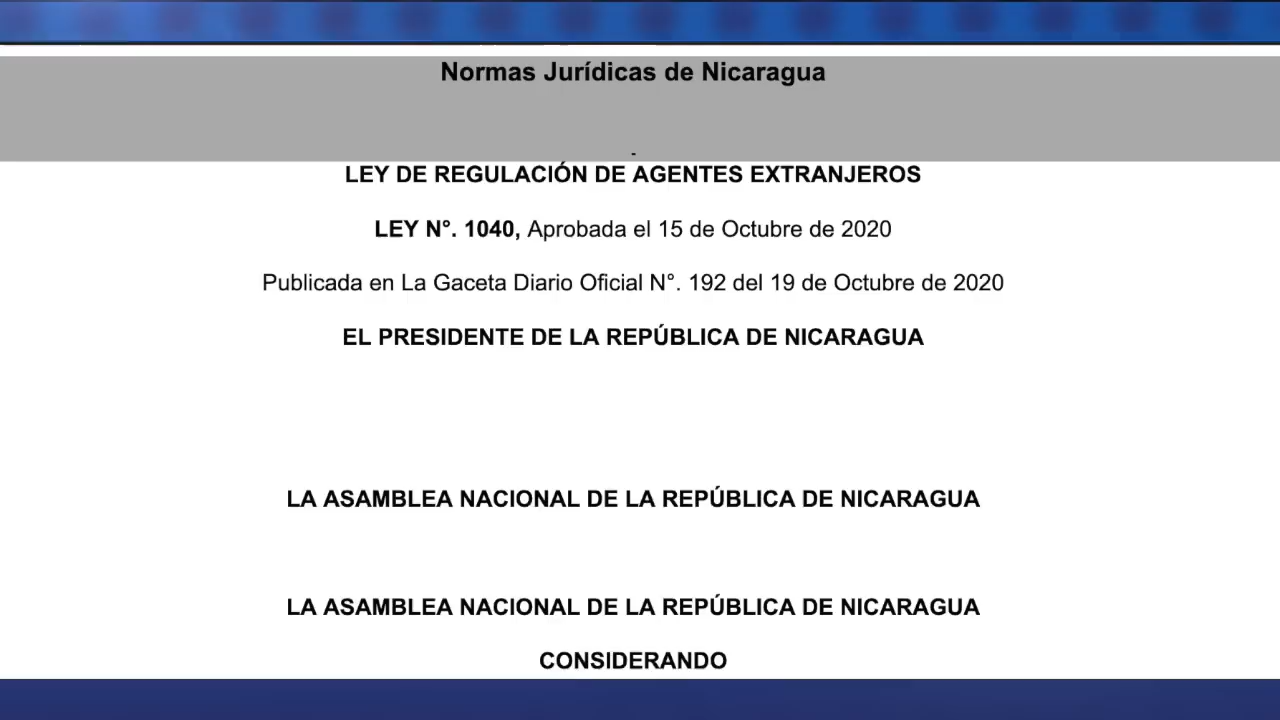 Normas Jurídicas de Nicaragua
-
LEY DE REGULACIÓN DE AGENTES EXTRANJEROS
LEY N°. 1040, Aprobada el 15 de Octubre de 2020
Publicada en La Gaceta Diario Oficial N°. 192 del 19 de Octubre de 2020
EL PRESIDENTE DE LA REPÚBLICA DE NICARAGUA
LA ASAMBLEA NACIONAL DE LA REPÚBLICA DE NICARAGUA
LA ASAMBLEA NACIONAL DE LA REPÚBLICA DE NICARAGUA
CONSIDERANDO